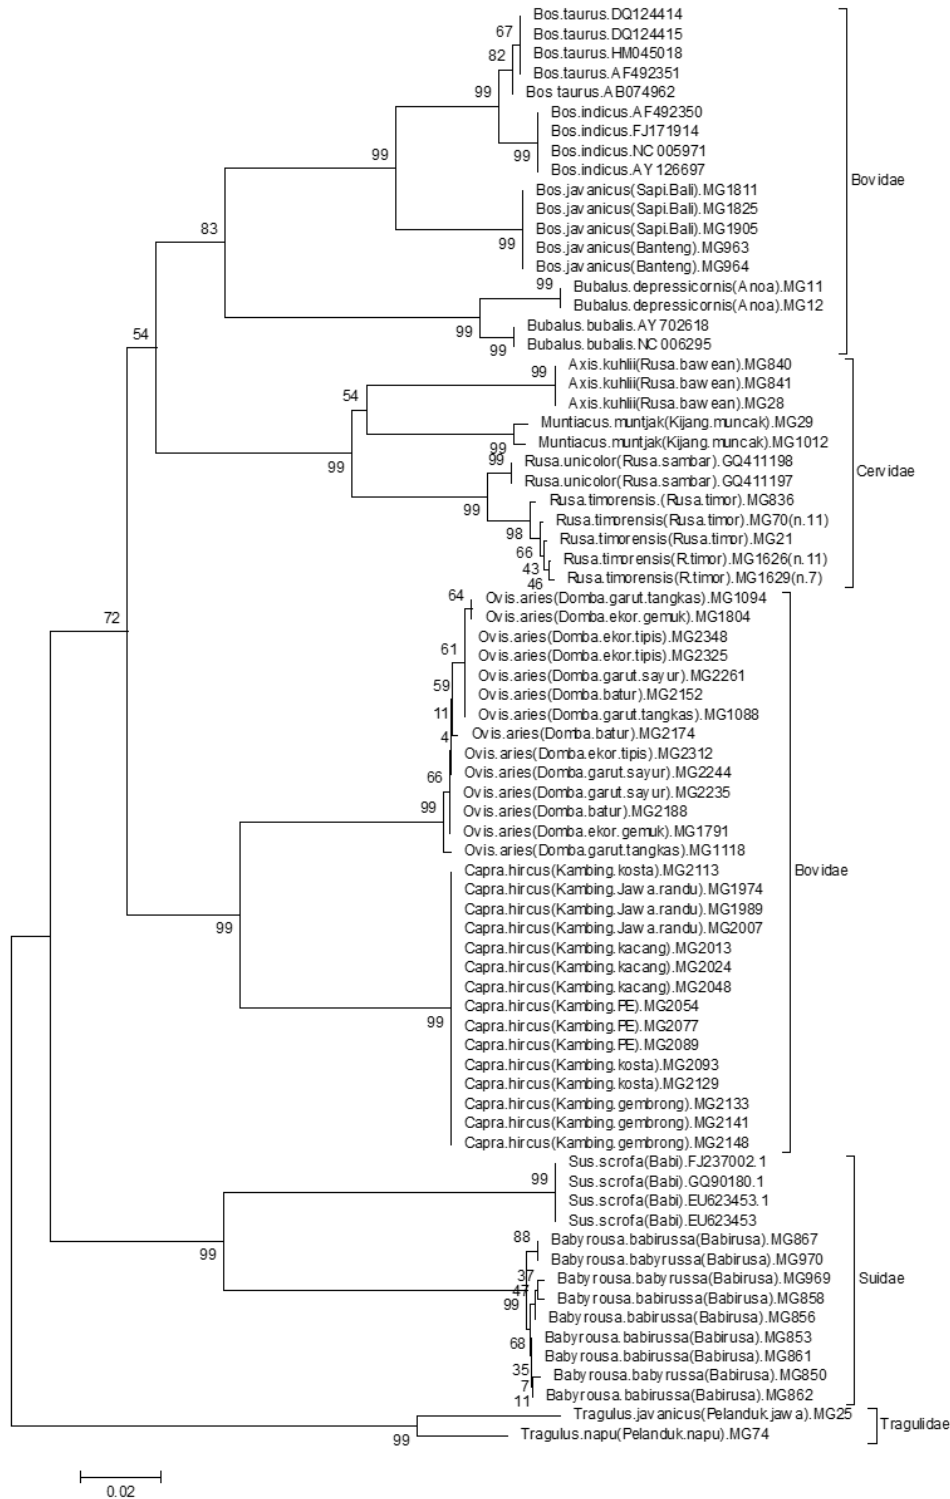 Bos.taurus.DQ124414
67
Bos.taurus.DQ124415
82
Bos.taurus.HM045018
Bos.taurus.AF492351
99
Bos taurus.AB074962
Bos.indicus.AF492350
Bos.indicus.FJ171914
99
99
Bos.indicus.NC 005971
Bos.indicus.AY 126697
Bovidae
Bos.javanicus(Sapi.Bali).MG1811
Bos.javanicus(Sapi.Bali).MG1825
83
Bos.javanicus(Sapi.Bali).MG1905
99
Bos.javanicus(Banteng).MG963
Bos.javanicus(Banteng).MG964
99
Bubalus.depressicornis(Anoa).MG11
Bubalus.depressicornis(Anoa).MG12
54
99
Bubalus.bubalis.AY 702618
99
Bubalus.bubalis.NC 006295
Axis.kuhlii(Rusa.bawean).MG840
99
Axis.kuhlii(Rusa.bawean).MG841
54
Axis.kuhlii(Rusa.bawean).MG28
Muntiacus.muntjak(Kijang.muncak).MG29
99
Muntiacus.muntjak(Kijang.muncak).MG1012
99
99
Rusa.unicolor(Rusa.sambar).GQ411198
Cervidae
Rusa.unicolor(Rusa.sambar).GQ411197
99
Rusa.timorensis.(Rusa.timor).MG836
98
Rusa.timorensis(Rusa.timor).MG70(n.11)
Rusa.timorensis(Rusa.timor).MG21
66
Rusa.timorensis(R.timor).MG1626(n.11)
43
Rusa.timorensis(R.timor).MG1629(n.7)
46
64
Ovis.aries(Domba.garut.tangkas).MG1094
72
Ovis.aries(Domba.ekor.gemuk).MG1804
Ovis.aries(Domba.ekor.tipis).MG2348
61
Ovis.aries(Domba.ekor.tipis).MG2325
Ovis.aries(Domba.garut.sayur).MG2261
59
Ovis.aries(Domba.batur).MG2152
11
Ovis.aries(Domba.garut.tangkas).MG1088
4
Ovis.aries(Domba.batur).MG2174
Ovis.aries(Domba.ekor.tipis).MG2312
66
Ovis.aries(Domba.garut.sayur).MG2244
Ovis.aries(Domba.garut.sayur).MG2235
99
Ovis.aries(Domba.batur).MG2188
Ovis.aries(Domba.ekor.gemuk).MG1791
Ovis.aries(Domba.garut.tangkas).MG1118
Capra.hircus(Kambing.kosta).MG2113
Bovidae
Capra.hircus(Kambing.Jawa.randu).MG1974
Capra.hircus(Kambing.Jawa.randu).MG1989
99
Capra.hircus(Kambing.Jawa.randu).MG2007
Capra.hircus(Kambing.kacang).MG2013
Capra.hircus(Kambing.kacang).MG2024
Capra.hircus(Kambing.kacang).MG2048
Capra.hircus(Kambing.PE).MG2054
99
Capra.hircus(Kambing.PE).MG2077
Capra.hircus(Kambing.PE).MG2089
Capra.hircus(Kambing.kosta).MG2093
Capra.hircus(Kambing.kosta).MG2129
Capra.hircus(Kambing.gembrong).MG2133
Capra.hircus(Kambing.gembrong).MG2141
Capra.hircus(Kambing.gembrong).MG2148
Sus.scrofa(Babi).FJ237002.1
99
Sus.scrofa(Babi).GQ90180.1
Sus.scrofa(Babi).EU623453.1
Sus.scrofa(Babi).EU623453
88
Babyrousa.babirussa(Babirusa).MG867
99
Babyrousa.babyrussa(Babirusa).MG970
37
Babyrousa.babyrussa(Babirusa).MG969
Suidae
47
Babyrousa.babirussa(Babirusa).MG858
99
Babyrousa.babirussa(Babirusa).MG856
68
Babyrousa.babirussa(Babirusa).MG853
Babyrousa.babirussa(Babirusa).MG861
35
Babyrousa.babyrussa(Babirusa).MG850
7
Babyrousa.babirussa(Babirusa).MG862
11
Tragulus.javanicus(Pelanduk.jawa).MG25
Tragulidae
99
Tragulus.napu(Pelanduk.napu).MG74
0.02